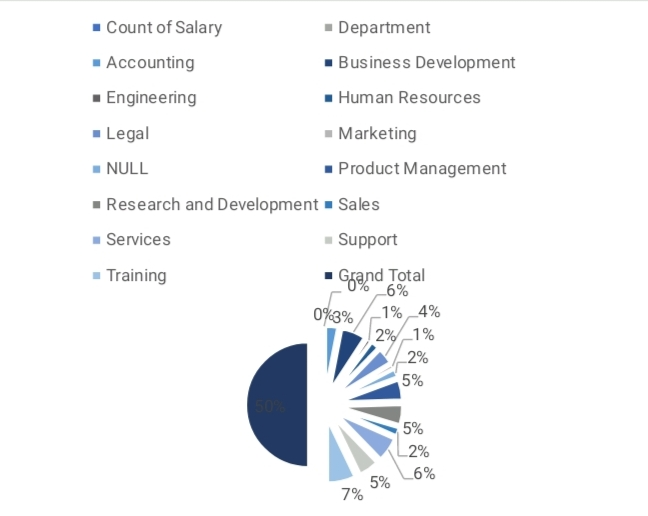 Count of Salary
Department
Accounting
Business Development
Engineering
Human Resources
Legal
Marketing
NULL
Product Management
Research and Development
Sales
Services
Support
Training
Grand Total
0%
0%
3%
6%
1%
2%
4%
1%
2%
5%
5%
2%
6%
5%
7%
50%